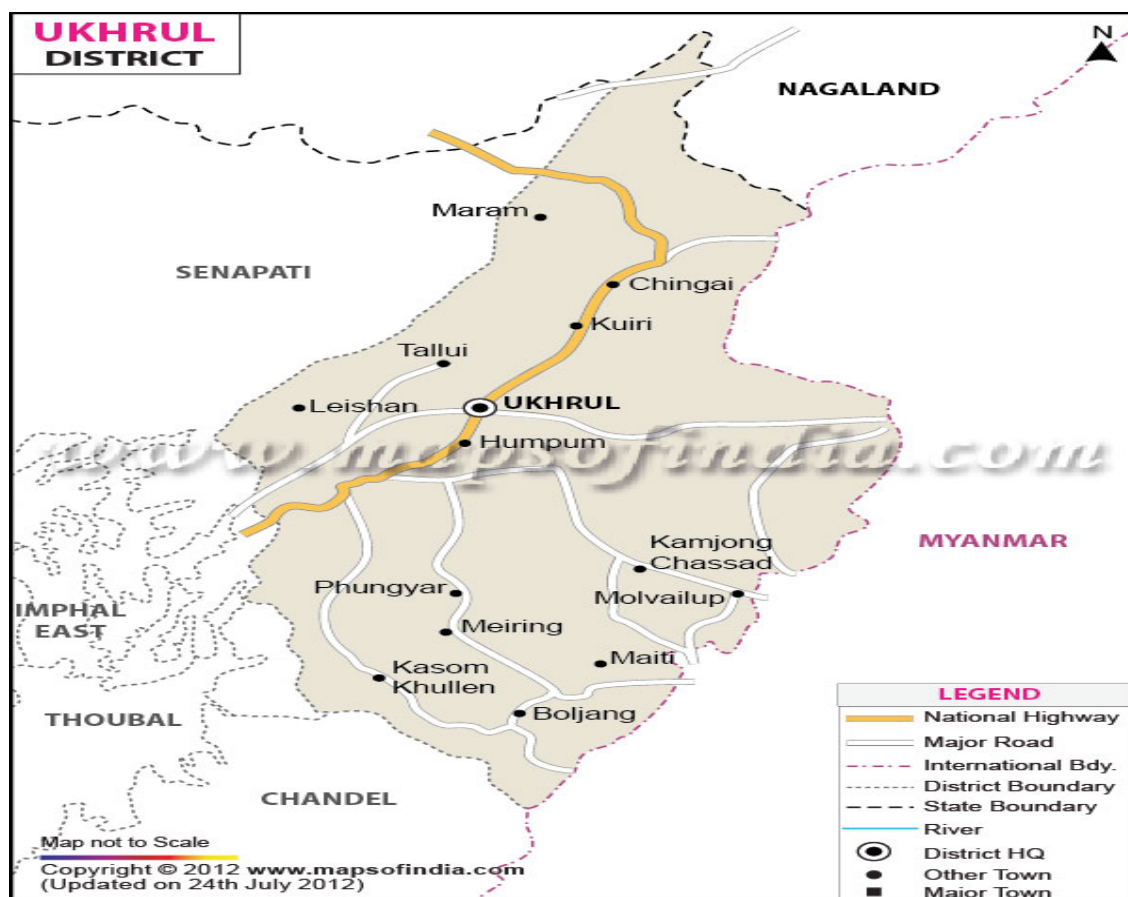 UKHRUL
DISTRICT
N
NAGALAND
Maram
SENAPATI
Chingai
Kuiri
Tallui
Leishan
UKHRUL
Humpum
www.mapsofindia.com
Kamjong
Chassad
MYANMAR
Phungyar
Molvailup
IMPHAL
EAST
Meiring
Maiti
Kasom
Khullen
THOUBAL
Boljang
CHANDEL
LEGEND
National Highway
Major Road
International Bdy.
District Boundary
State Boundary
River
District HQ
Other Town
Major Town
Map not to Scale
Copyright © 2012 www.mapsofindia.com
(Updated on 24th July 2012)